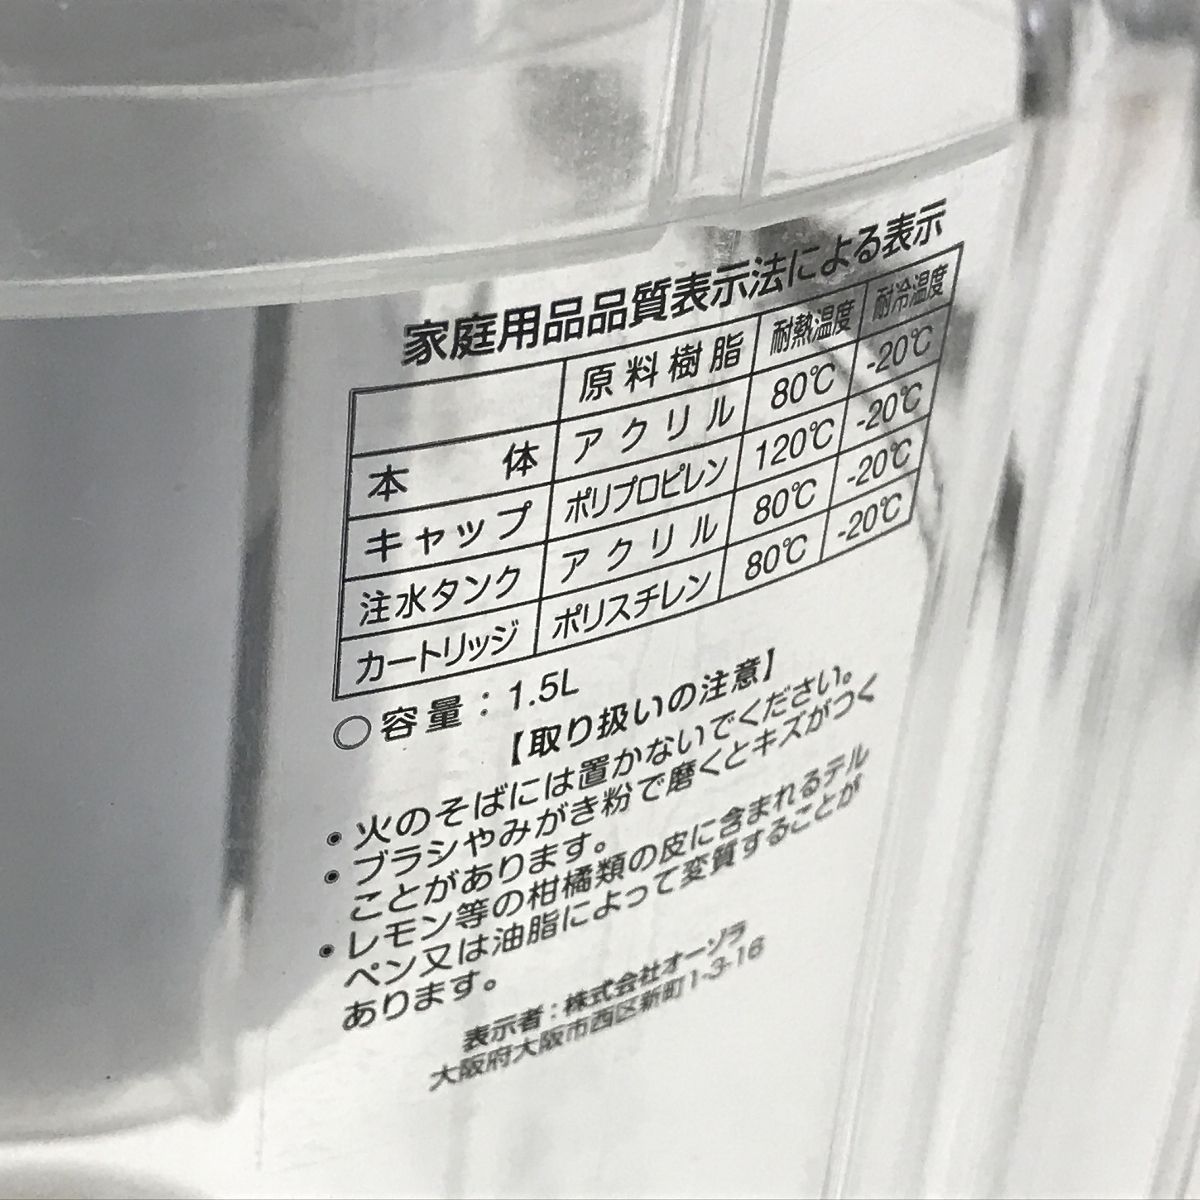 家庭用品品質表示法による表示
原料樹脂 耐熱温度 耐冷温度
本体 アクリル 80℃ -20℃
キャップ ポリプロピレン 120℃ -20℃
注水タンク アクリル 80℃ -20℃
カートリッジ ポリスチレン 80℃ -20℃
○容量：1.5L
【取り扱いの注意】
・火のそばには置かないでください。
・ブラシやみがき粉で磨くとキズがつく
ことがあります。
・レモン等の柑橘類の皮に含まれるテル
ペン又は油脂によって変質することが
あります。
表示者：株式会社オーソラ
大阪府大阪市西区新町1-3-16